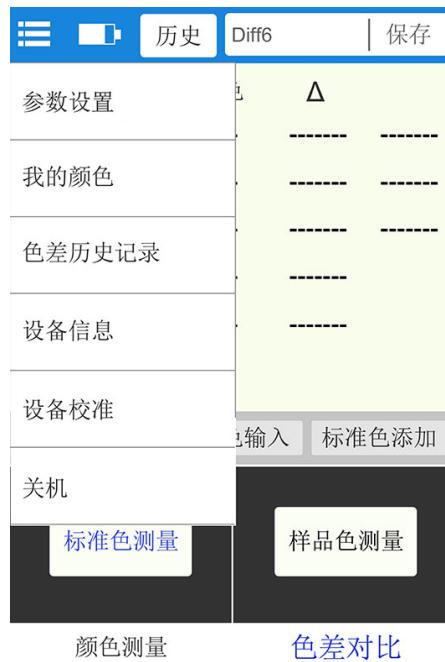 历史 Diff6 保存
参数设置
Δ
------- -------
我的颜色
------- -------
色差历史记录
------- -------
-------
设备信息
-------
设备校准
输入 标准色添加
关机
标准色测量 样品色测量
颜色测量 色差对比